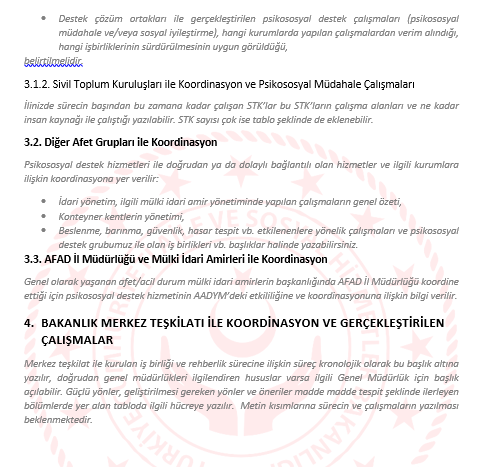 • Destek çözüm ortakları ile gerçekleştirilen psikososyal destek çalışmaları (psikososyal
müdahale ve/veya sosyal iyileştirme), hangi kurumlarda yapılan çalışmalardan verim alındığı,
hangi işbirliklerinin sürdürülmesinin uygun görüldüğü,
belirtilmelidir.
3.1.2. Sivil Toplum Kuruluşları ile Koordinasyon ve Psikososyal Müdahale Çalışmaları
İlinizde sürecin başından bu zamana kadar çalışan STK'lar bu STK'ların çalışma alanları ve ne kadar
insan kaynağı ile çalıştığı yazılabilir. STK sayısı çok ise tablo şeklinde de eklenebilir.
3.2. Diğer Afet Grupları ile Koordinasyon
Psikososyal destek hizmetleri ile doğrudan ya da dolaylı bağlantılı olan hizmetler ve ilgili kurumlara
ilişkin koordinasyona yer verilir:
• İdari yönetim, ilgili mülki idari amir yönetiminde yapılan çalışmaların genel özeti,
• Konteyner kentlerin yönetimi,
• Beslenme, barınma, güvenlik, hasar tespit vb. etkilenenlere yönelik çalışmaları ve psikososyal
destek grubumuz ile olan iş birlikleri vb. başlıklar halinde yazabilirsiniz.
3.3. AFAD İl Müdürlüğü ve Mülki İdari Amirleri ile Koordinasyon
Genel olarak yaşanan afet/acil durum mülki idari amirlerin başkanlığında AFAD İl Müdürlüğü koordine
ettiği için psikososyal destek hizmetinin AADYM'deki etkililiğine ve koordinasyonuna ilişkin bilgi verilir.
4. BAKANLIK MERKEZ TEŞKİLATI İLE KOORDİNASYON VE GERÇEKLEŞTİRİLEN
ÇALIŞMALAR
Merkez teşkilat ile kurulan iş birliği ve rehberlik sürecine ilişkin süreç kronolojik olarak bu başlık altına
yazılır, doğrudan genel müdürlükleri ilgilendiren hususlar varsa ilgili Genel Müdürlük için başlık
açılabilir. Güçlü yönler, geliştirilmesi gereken yönler ve öneriler madde madde tespit şeklinde ilerleyen
bölümlerde yer alan tabloda ilgili hücreye yazılır. Metin kısımlarına sürecin ve çalışmaların yazılması
beklenmektedir.